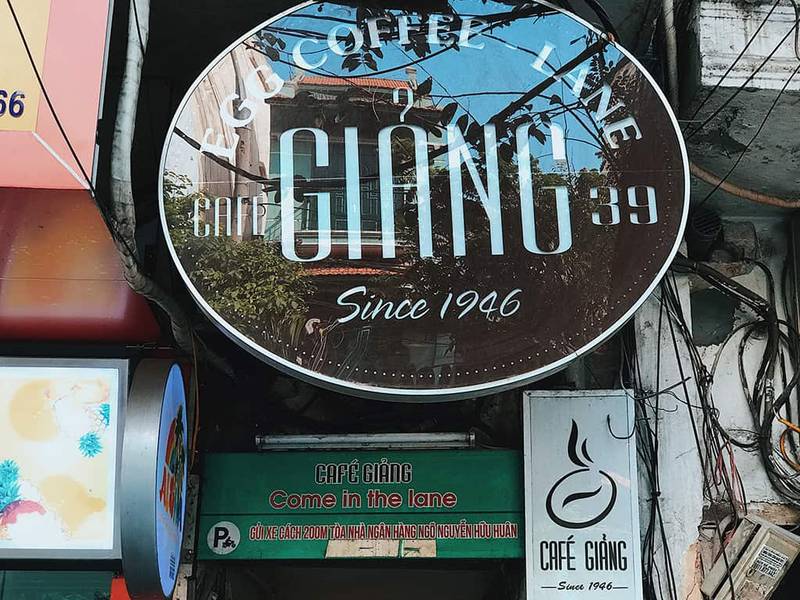 66
EGG COFFEE - LANE
CAFE GIẢNG 39
Since 1946
CAFÉ GIẢNG
Come in the lane
P
GỬI XE CÁCH 200M TÒA NHÀ NGÂN HÀNG NGÕ NGUYỄN HỮU HUÂN
CAFÉ GIẢNG
Since 1946